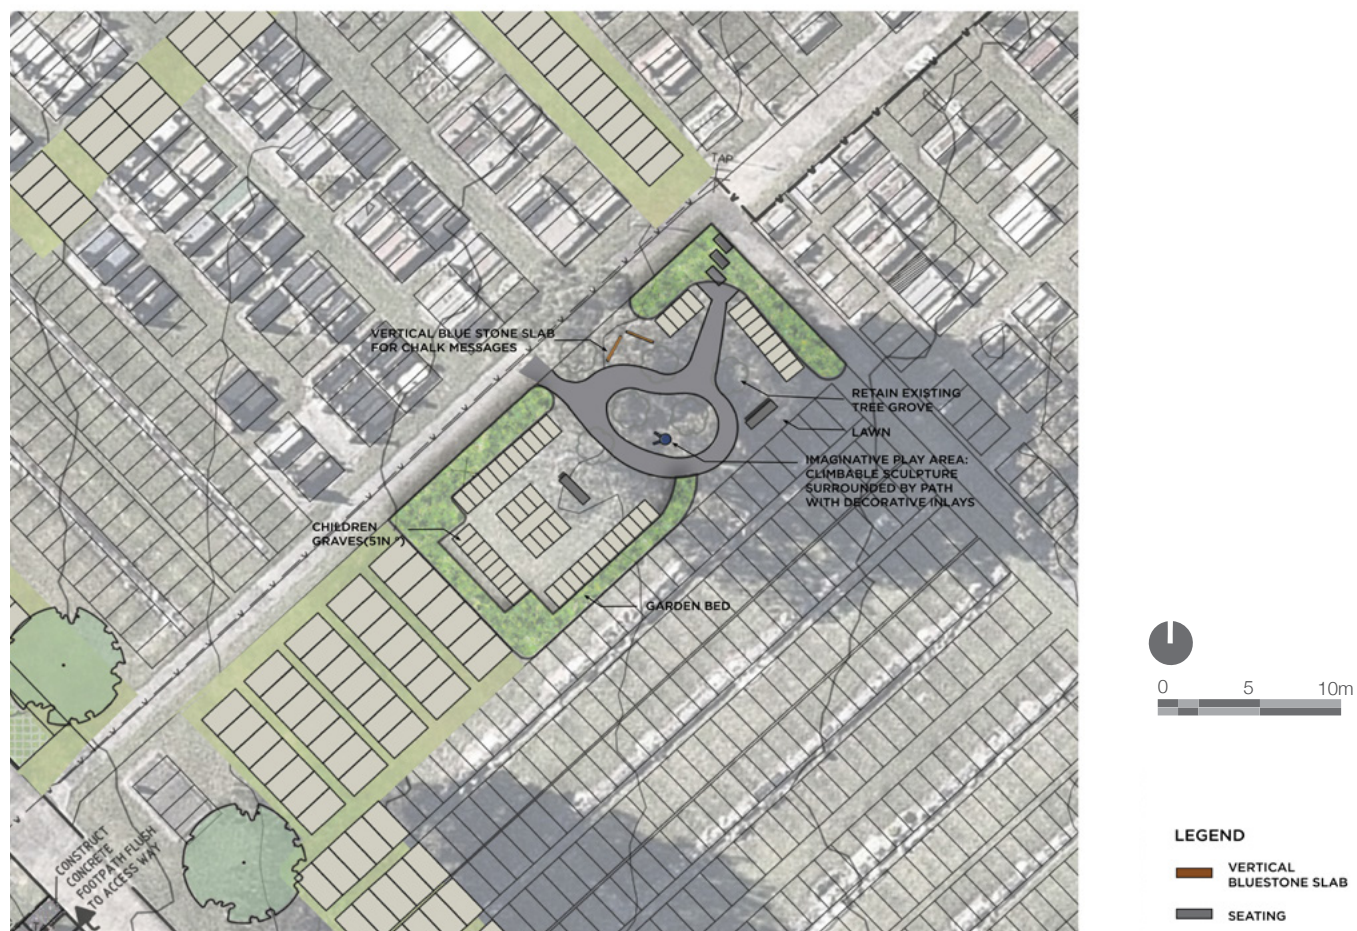 TAP
VERTICAL BLUE STONE SLAB
FOR CHALK MESSAGES
RETAIN EXISTING
TREE GROVE
LAWN
IMAGINATIVE PLAY AREA:
CLIMBABLE SCULPTURE
SURROUNDED BY PATH
WITH DECORATIVE INLAYS
CHILDREN
GRAVES(51N°)
GARDEN BED
CONSTRUCT
CONCRETE
FOOTPATH FLUSH
TO ACCESS WAY
0 5 10m
LEGEND
VERTICAL
BLUESTONE SLAB
SEATING